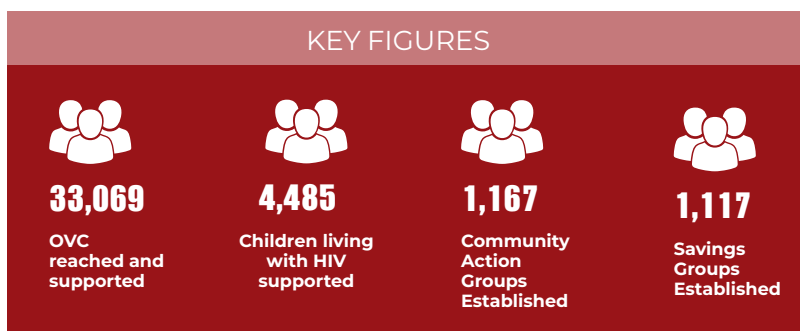 KEY FIGURES
33,069
OVC
reached and
supported
4,485
Children living
with HIV
supported
1,167
Community
Action
Groups
Established
1,117
Savings
Groups
Established